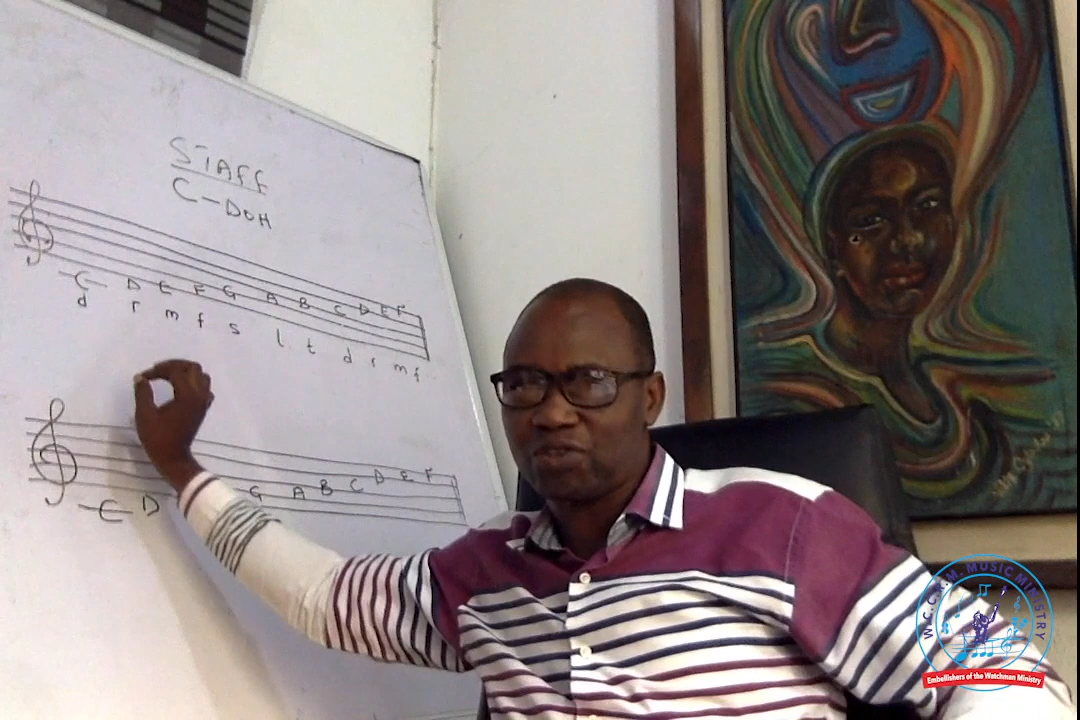 STAFF
C-DOH
C D E F G A B C D E F
d r m f s l t d r m f
C D G A B C D E F
W.C.C.R.M. MUSIC MINISTRY
Embellishers of the Watchman Ministry